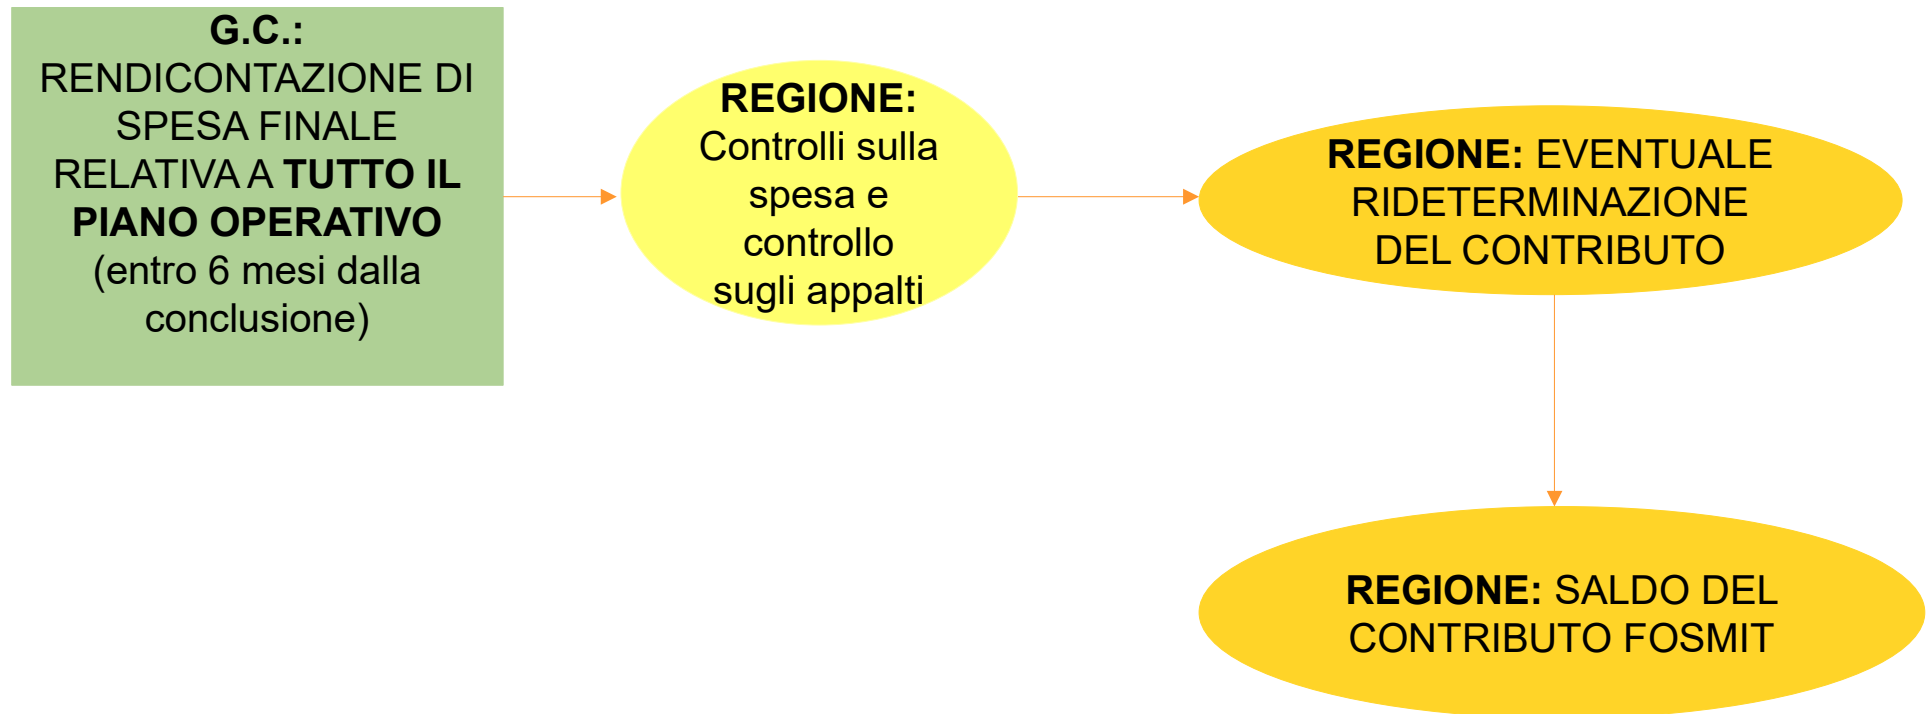 G.C.:
RENDICONTAZIONE DI
SPESA FINALE
RELATIVA A TUTTO IL
PIANO OPERATIVO
(entro 6 mesi dalla
conclusione)
REGIONE:
Controlli sulla
spesa e
controllo
sugli appalti
REGIONE: EVENTUALE
RIDETERMINAZIONE
DEL CONTRIBUTO
REGIONE: SALDO DEL
CONTRIBUTO FOSMIT